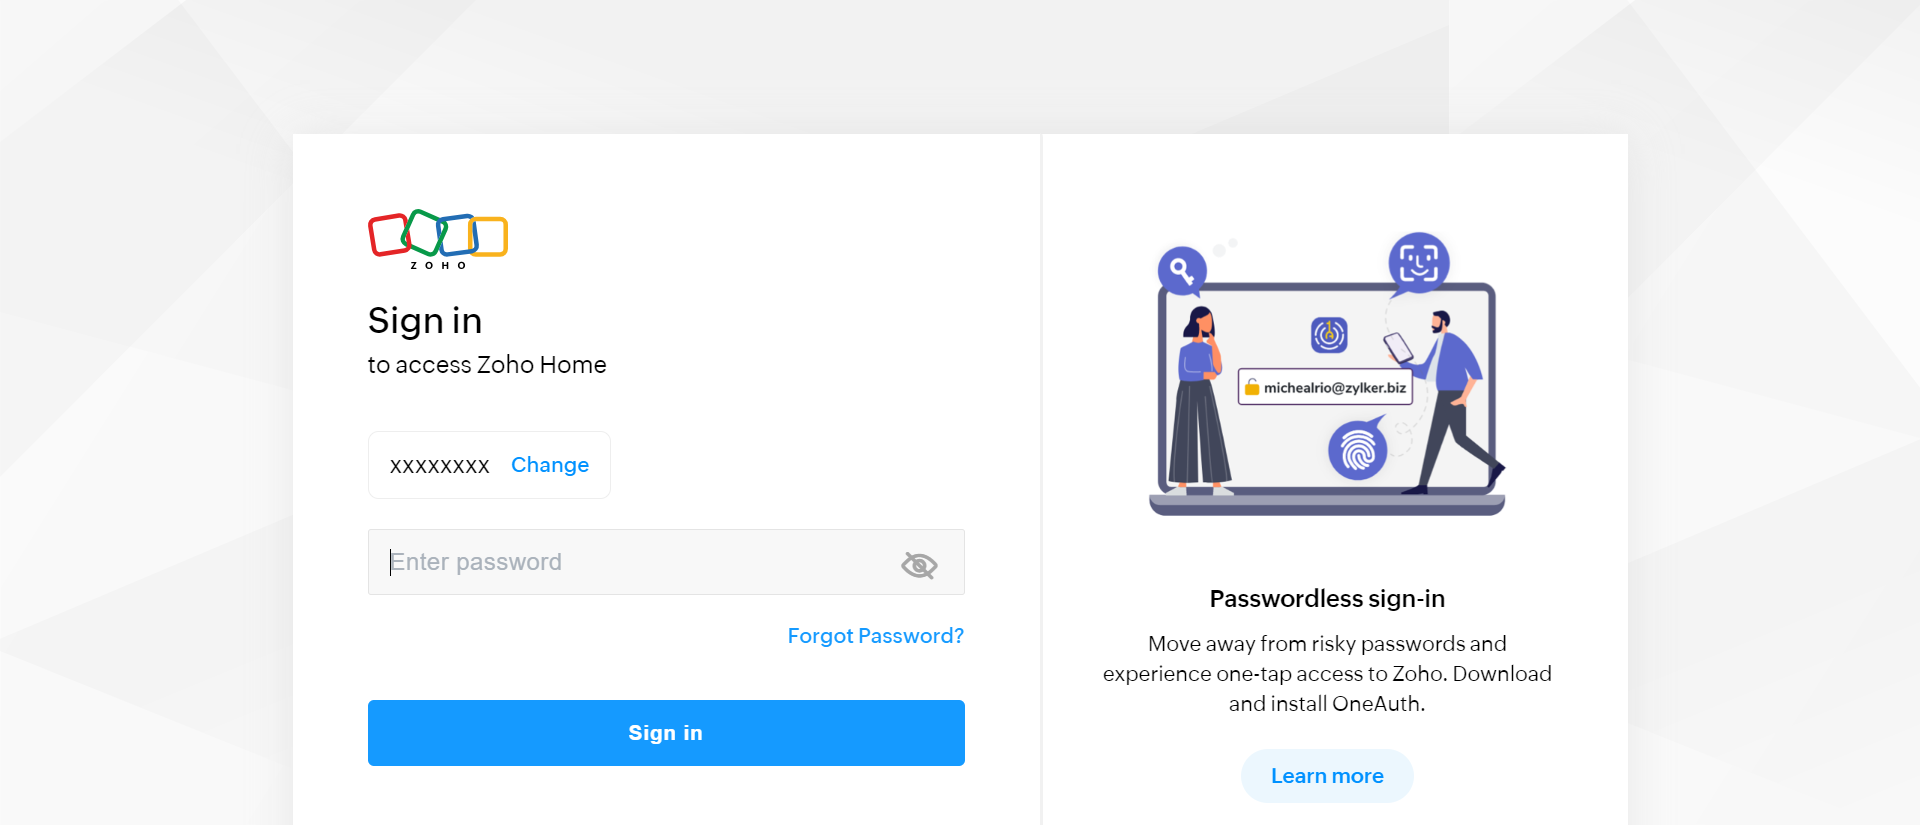 ZOHO
Sign in
to access Zoho Home
xxxxxxxx Change
Enter password
Forgot Password?
Sign in
michealrio@zylker.biz
Passwordless sign-in
Move away from risky passwords and
experience one-tap access to Zoho. Download
and install OneAuth.
Learn more